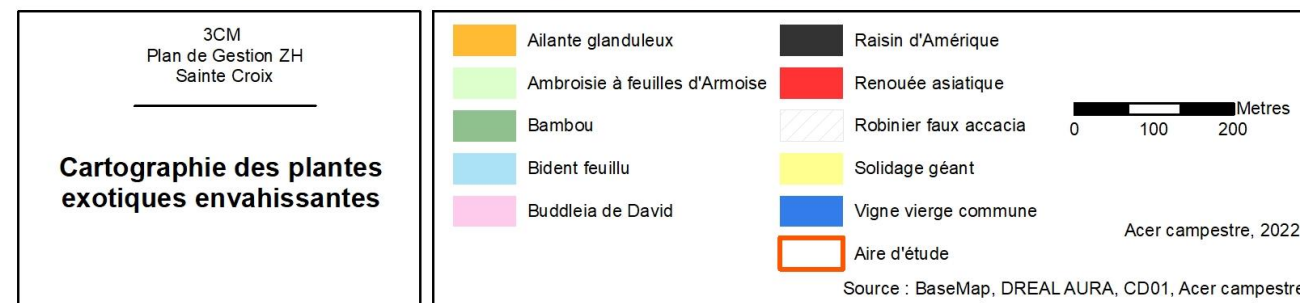 3CM
Plan de Gestion ZH
Sainte Croix
Cartographie des plantes
exotiques envahissantes
Ailante glanduleux
Ambroisie à feuilles d'Armoise
Bambou
Bident feuillu
Buddleia de David
Raisin d'Amérique
Renouée asiatique
Robinier faux accacia
Solidage géant
Vigne vierge commune
Aire d'étude
Metres
0 100 200
Acer campestre, 2022
Source : BaseMap, DREAL AURA, CD01, Acer campestre